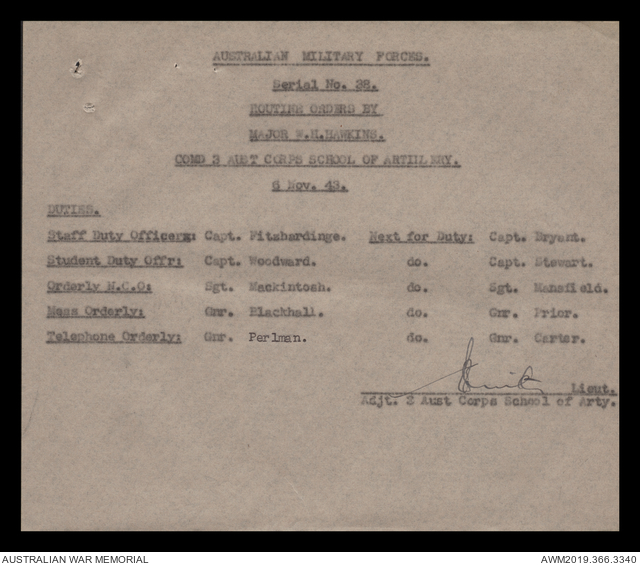 AUSTRALIAN MILITARY FORCES.
Serial No. 38.
ROUTINE ORDERS BY
MAJOR W.H.HAWKINS.
COMD 3 AUST CORPS SCHOOL OF ARTILLERY.
6 Nov. 43.
DUTIES.
Staff Duty Officer: Capt. Fitzhardinge. Next for Duty: Capt. Bryant.
Student Duty Offr: Capt. Woodward. do. Capt. Stewart.
Orderly N.C.O: Sgt. Mackintosh. do. Sgt. Mansfield.
Mess Orderly: Gnr. Blackhall. do. Gnr. Prior.
Telephone Orderly: Gnr. Perlman. do. Gnr. Carter.
Lieut.
Adjt. 3 Aust Corps School of Arty.
AUSTRALIAN WAR MEMORIAL AWM2019.366.3340